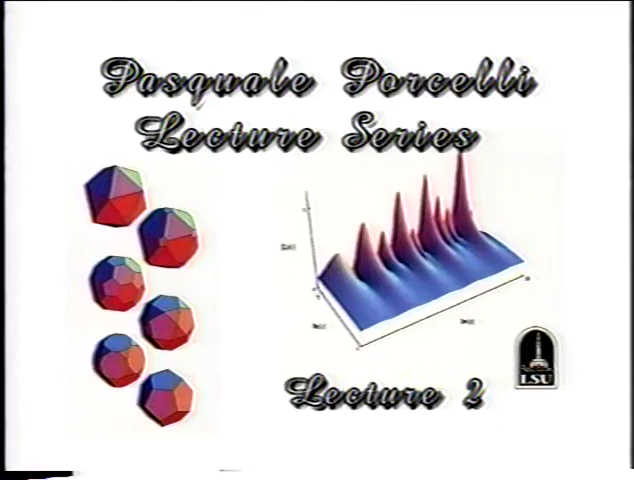 Pasquale Porcelli
Lecture Series
Lecture 2
LSU